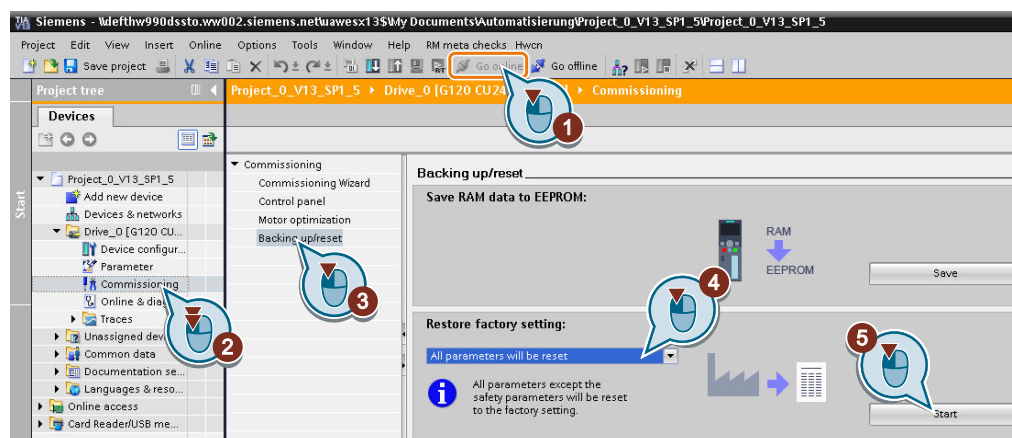 Siemens - \\defthw990dssto.ww002.siemens.net\uawesx13$\My Documents\Automatisierung\Project_0_V13_SP1_5\Project_0_V13_SP1_5
Project Edit View Insert Online Options Tools Window Help RM meta checks Hwcn
Save project Go online Go offline
Project tree
Project_0_V13_SP1_5 Drive_0 [G120 CU24 Commissioning
1
Devices
Start
Project_0_V13_SP1_5
Add new device
Devices & networks
Drive_0 [G120 CU...
Device configur...
Parameter
Commissioning
Online & diag
Traces
Unassigned dev
Common data
Documentation se...
Languages & reso...
Online access
Card Reader/USB me...
2
Commissioning
Commissioning Wizard
Control panel
Motor optimization
Backing up/reset
3
Backing up/reset
Save RAM data to EEPROM:
RAM
EEPROM
Save
4
Restore factory setting:
All parameters will be reset
All parameters except the
safety parameters will be reset
to the factory setting.
5
Start